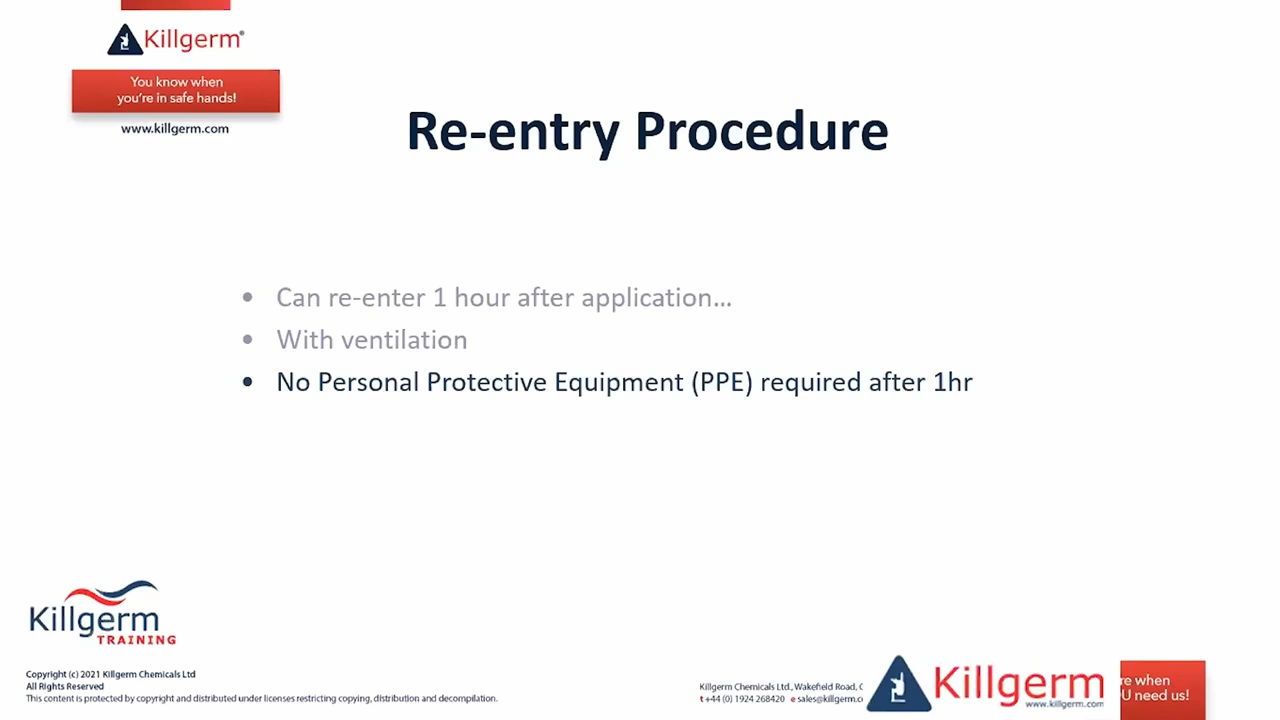 Killgerm®
You know when
you're in safe hands!
www.killgerm.com
Re-entry Procedure
• Can re-enter 1 hour after application...
• With ventilation
• No Personal Protective Equipment (PPE) required after 1hr
Killgerm
TRAINING
Copyright (c) 2021 Killgerm Chemicals Ltd
All Rights Reserved
This content is protected by copyright and distributed under licenses restricting copying, distribution and decompilation.
Killgerm Chemicals Ltd., Wakefield Road,
t +44 (0) 1924 268420 e sales@killgerm.c
Killgerm
www.killgerm.com
re when
U need us!